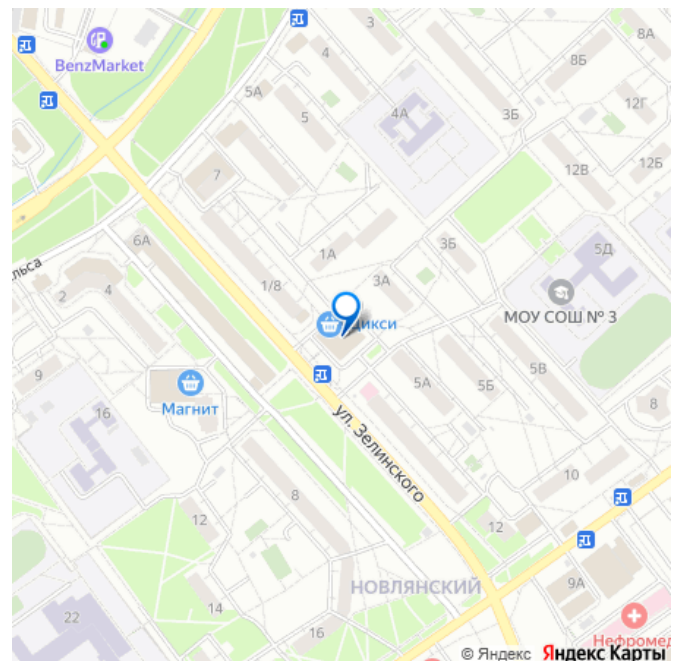 3
8А
BenzMarket
4
8Б
5А
5
4А
3Б
12Г
7
12В
12Б
6А
1А
3Б
5Д
льса
2
4
1/8
3А
МОУ СОШ № 3
дикси
9
Магнит
5А
5Б
5В
8
16
ул. Зелинского
10
8
12
12
НОВЛЯНСКИЙ
9А
14
22
16
Нефромед
© Яндекс Яндекс Карты